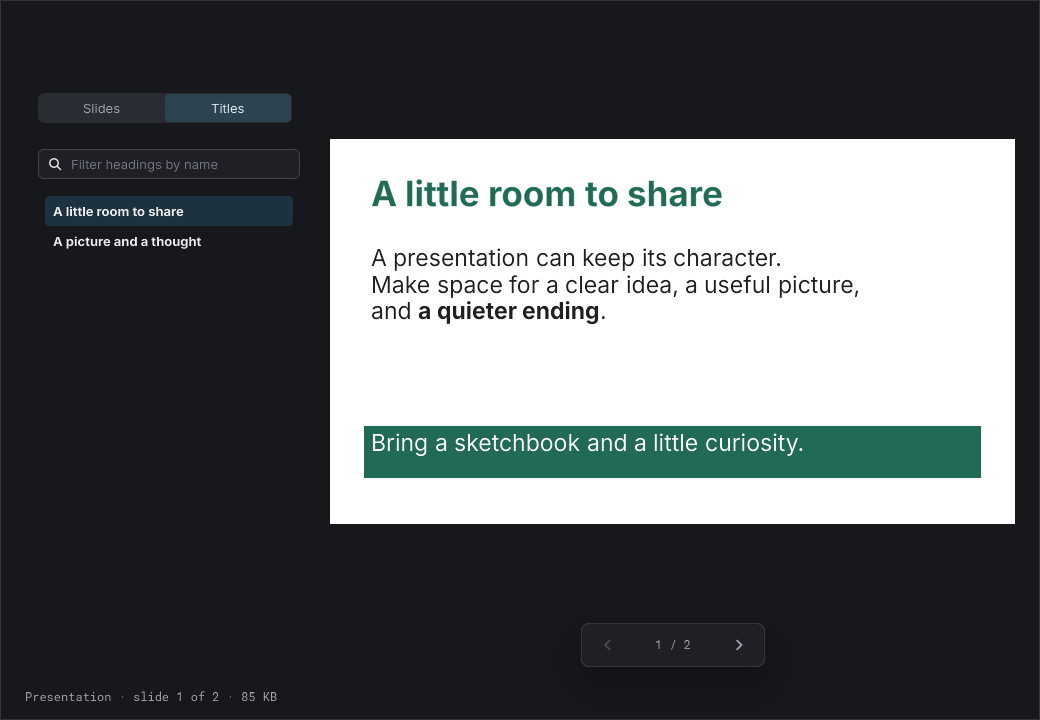 Slides
Titles
Filter headings by name
A little room to share
A picture and a thought
A little room to share
A presentation can keep its character.
Make space for a clear idea, a useful picture,
and a quieter ending.
Bring a sketchbook and a little curiosity.
1 / 2
Presentation · slide 1 of 2 · 85 KB